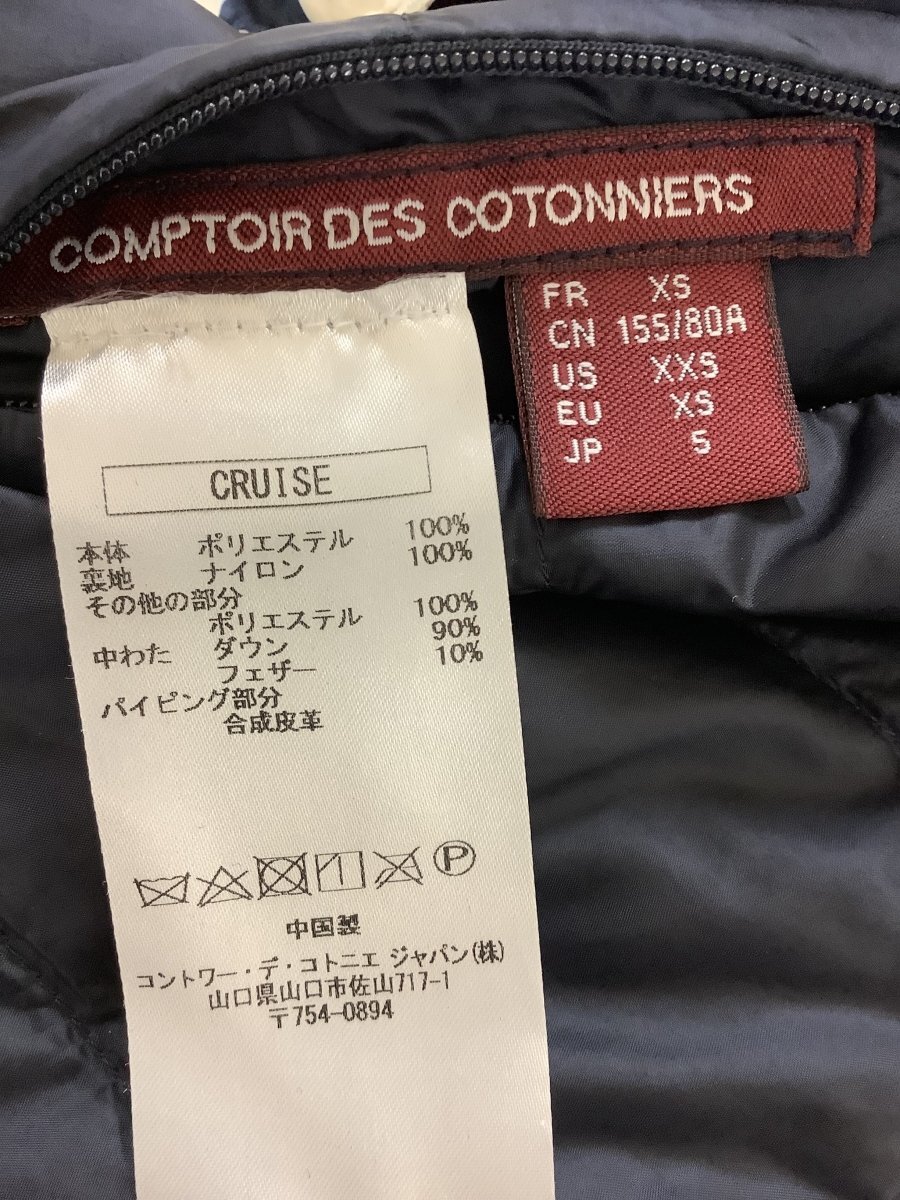 COMPTOIR DES COTONNIERS
FR XS
CN 155/80A
US XXS
EU XS
JP 5
CRUISE
本体 ポリエステル 100%
裏地 ナイロン 100%
その他の部分
ポリエステル 100%
中わた ダウン 90%
フェザー 10%
パイピング部分
合成皮革
P
中国製
コントワー・デ・コトニエ ジャパン(株)
山口県山口市佐山717-1
〒754-0894